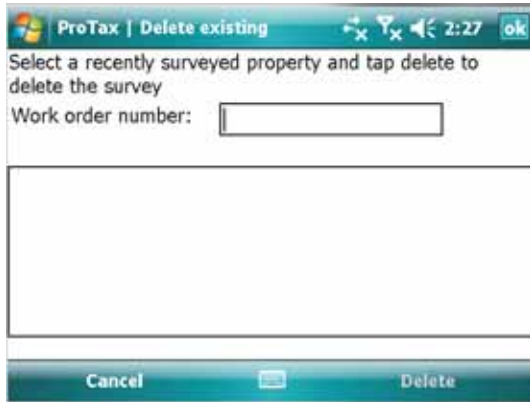 ProTax | Delete existing 2:27 ok
Select a recently surveyed property and tap delete to
delete the survey
Work order number:
Cancel Delete